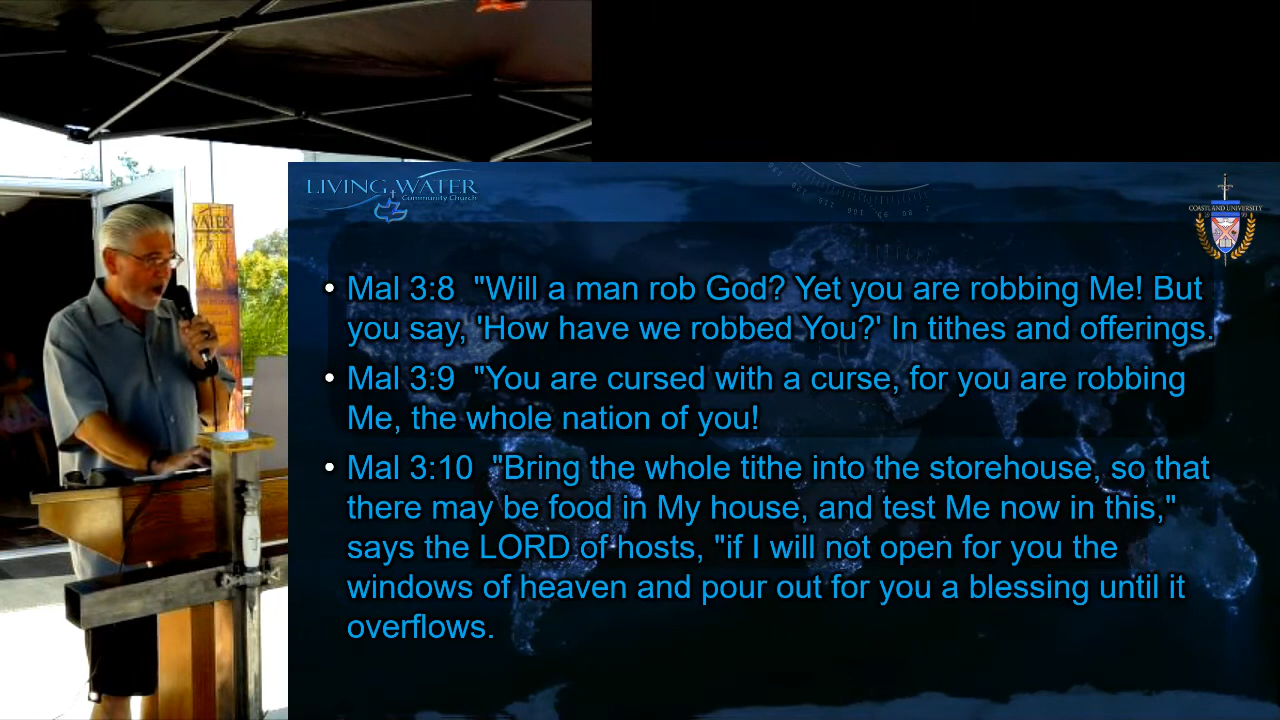 LIVING WATER
Community Church
COASTLAND UNIVERSITY
WATER
• Mal 3:8 "Will a man rob God? Yet you are robbing Me! But
you say, 'How have we robbed You?' In tithes and offerings.
• Mal 3:9 "You are cursed with a curse, for you are robbing
Me, the whole nation of you!
• Mal 3:10 "Bring the whole tithe into the storehouse, so that
there may be food in My house, and test Me now in this,"
says the LORD of hosts, "if I will not open for you the
windows of heaven and pour out for you a blessing until it
overflows.